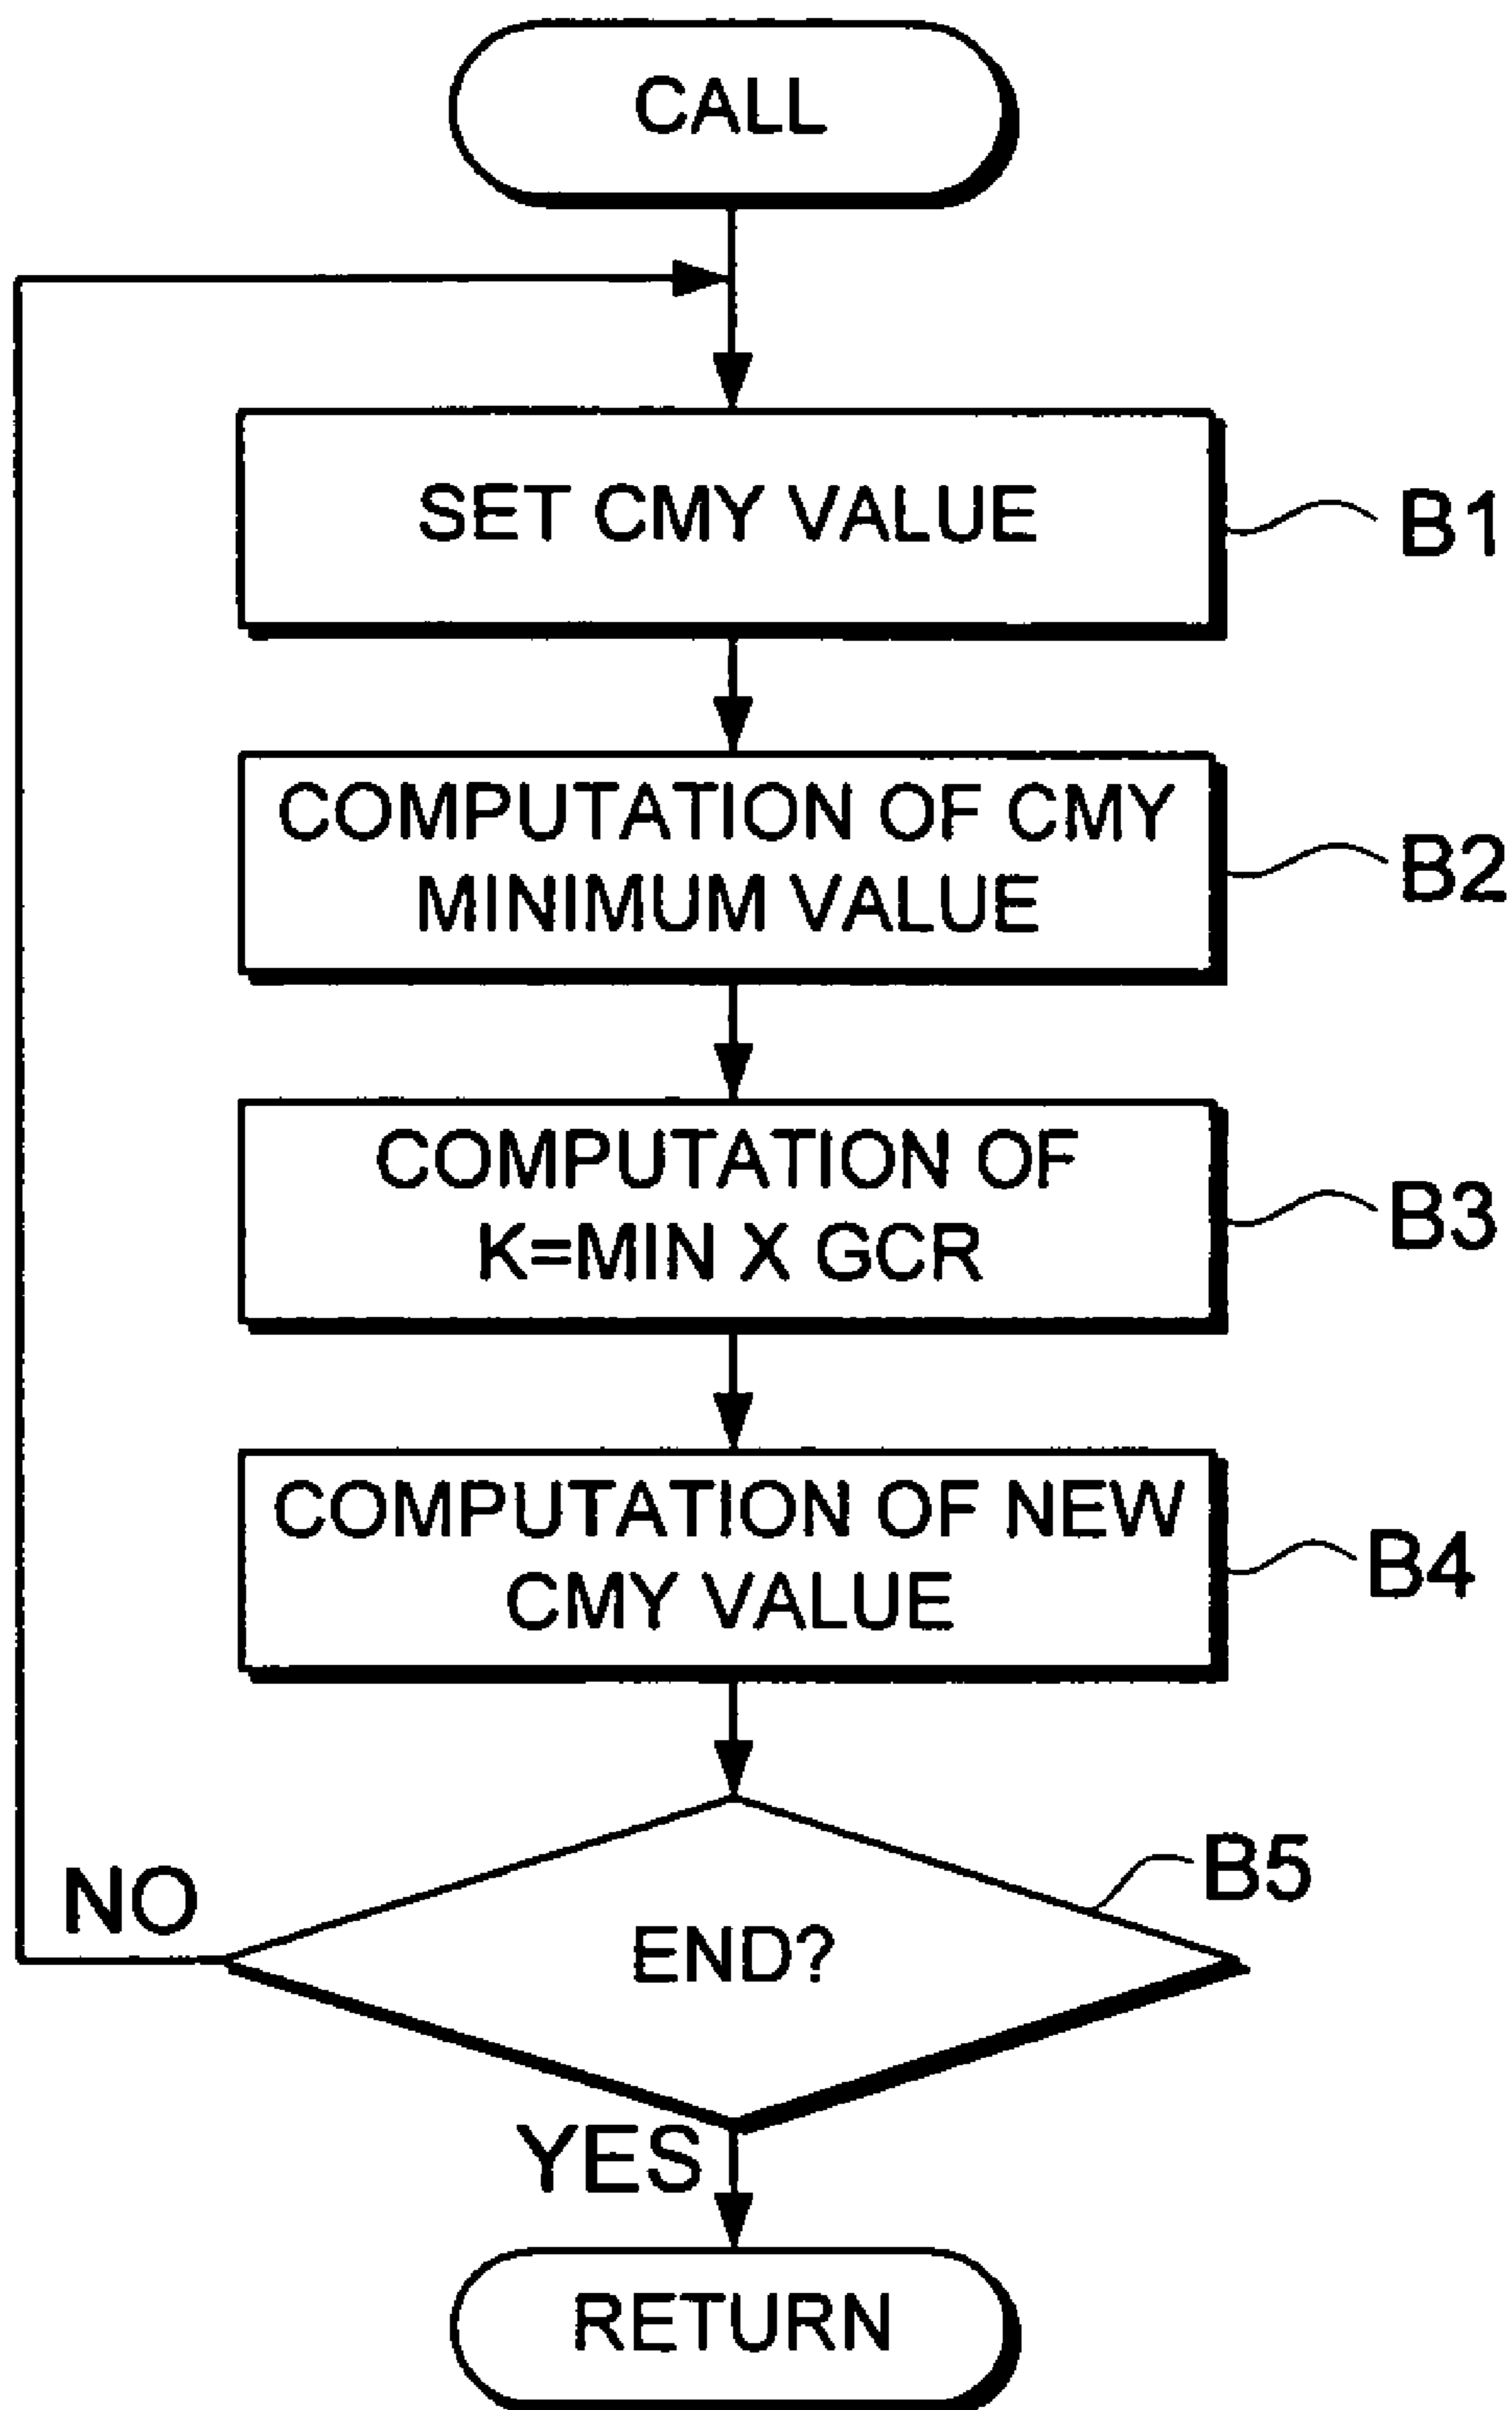 CALL
SET CMY VALUE
B1
COMPUTATION OF CMY
MINIMUM VALUE
B2
COMPUTATION OF
K=MIN X GCR
B3
COMPUTATION OF NEW
CMY VALUE
B4
B5
NO
END?
YES
RETURN